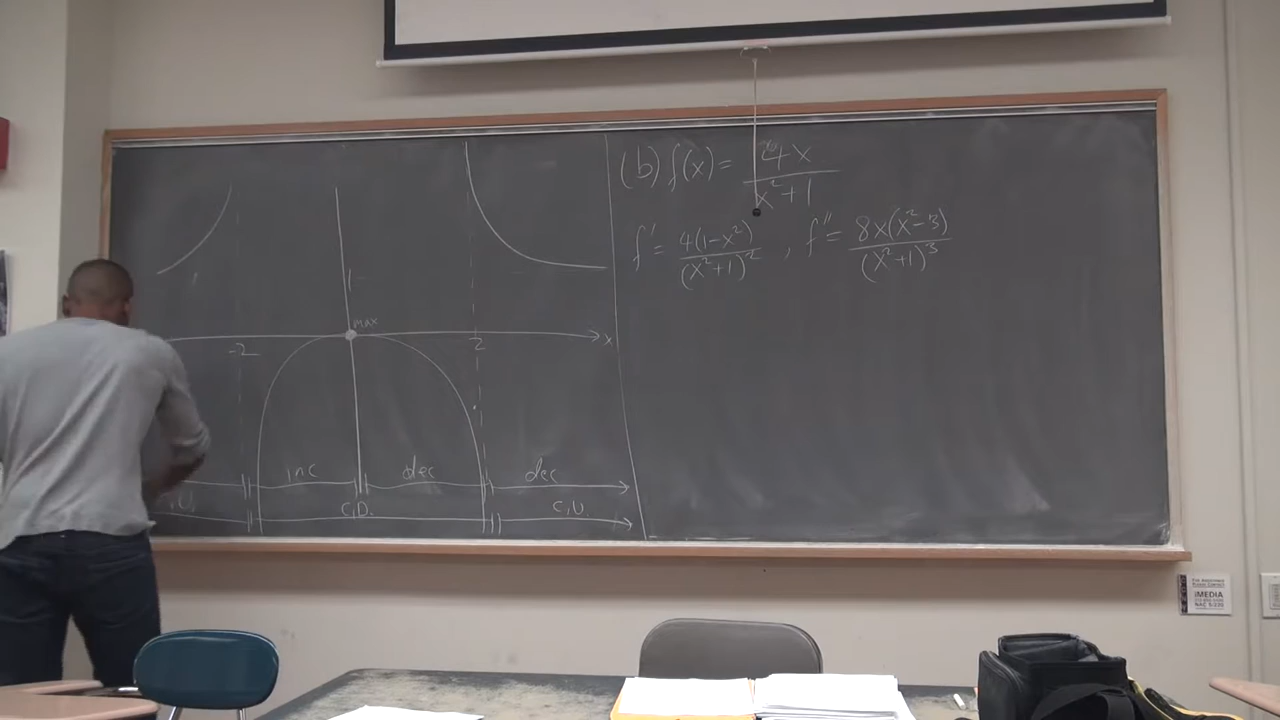 max
-2
2
x
inc
dec
dec
C.D.
C.U.
(b) f(x) = 4x / x²+1
f' = 4(1-x²) / (x²+1)² , f'' = 8x(x²-3) / (x²+1)³
iMEDIA